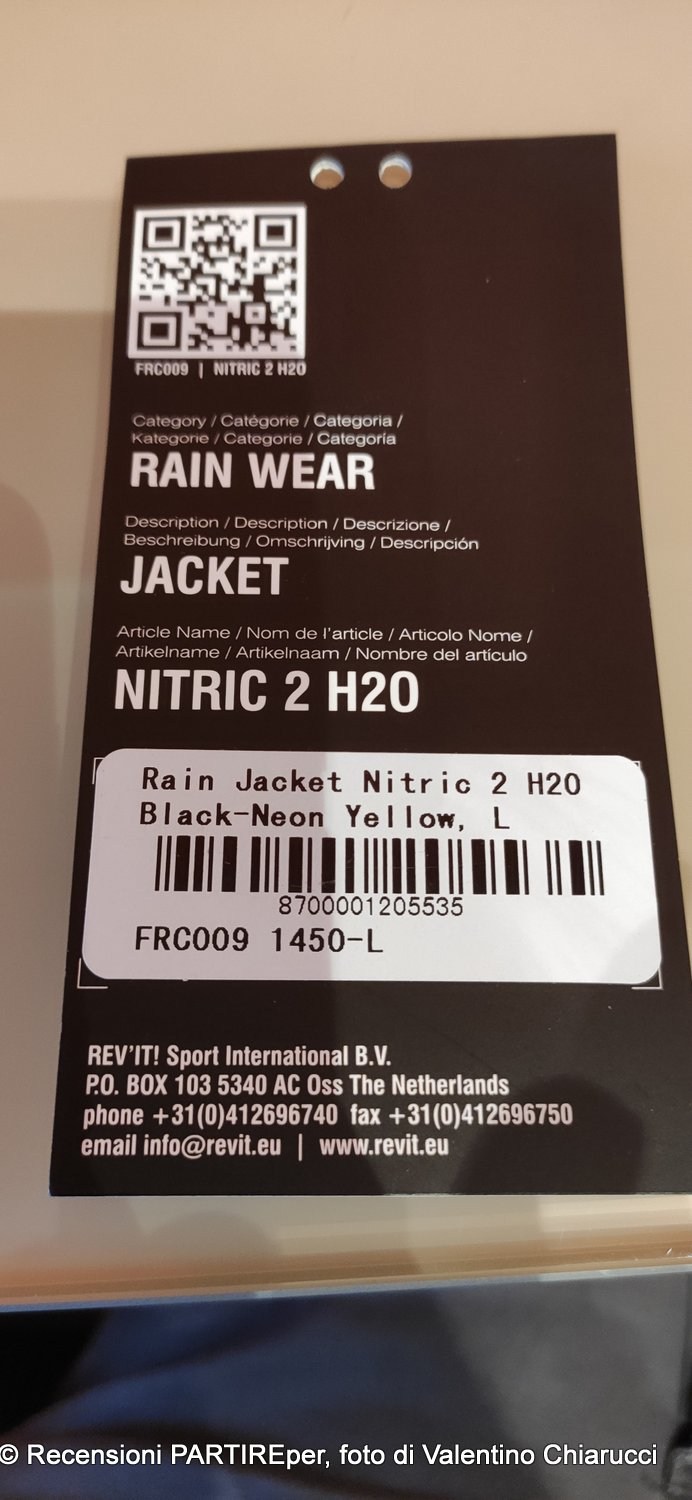 FRC009 | NITRIC 2 H2O
Category / Catégorie / Categoria /
Kategorie / Categorie / Categoría
RAIN WEAR
Description / Description / Descrizione /
Beschreibung / Omschrijving / Descripción
JACKET
Article Name / Nom de l'article / Articolo Nome /
Artikelname / Artikelnaam / Nombre del artículo
NITRIC 2 H2O
Rain Jacket Nitric 2 H2O
Black-Neon Yellow, L
8700001205535
FRC009 1450-L
REV'IT! Sport International B.V.
P.O. BOX 103 5340 AC Oss The Netherlands
phone +31(0)412696740 fax +31(0)412696750
email info@revit.eu | www.revit.eu
© Recensioni PARTIREper, foto di Valentino Chiarucci